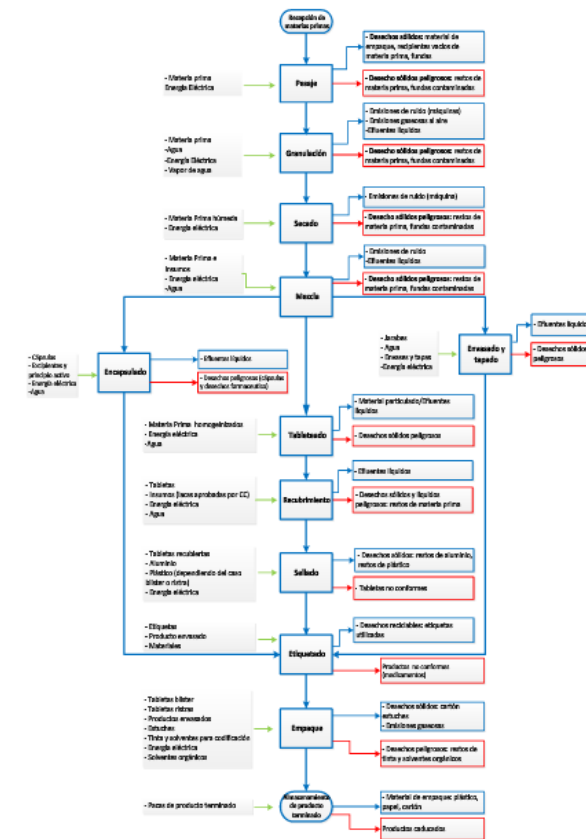 Recepción de
materias primas
- Desechos sólidos: material de
empaque, recipientes vacíos de
materia prima, fundas
- Materia prima
Energía Eléctrica
Pesaje
- Desecho sólidos peligrosos: restos de
materia prima, fundas contaminadas
- Emisiones de ruido (máquinas)
- Emisiones gaseosas al aire
-Efluentes líquidos
- Materia prima
-Agua
-Energía Eléctrica
- Vapor de agua
Granulación
- Desecho sólidos peligrosos: restos de
materia prima, fundas contaminadas
- Emisiones de ruido (máquina)
- Materia Prima húmeda
- Energía eléctrica
Secado
- Desecho sólidos peligrosos: restos de
materia prima, fundas contaminadas
- Materia Prima e
Insumos
- Energía eléctrica
-Agua
- Emisiones de ruido
-Efluentes líquidos
Mezcla
- Desecho sólidos peligrosos: restos de
materia prima, fundas contaminadas
- Cápsulas
- Excipientes y
principio activo
- Energía eléctrica
-Agua
Encapsulado
- Efluentes líquidos
- Desechos peligrosos (cápsulas
y desecho farmaceutico)
- Jarabes
- Agua
- Envases y tapas
-Energía eléctrica
Envasado y
tapado
- Efluentes líquidos
- Desechos sólidos
peligrosos
- Materia Prima homogeinizados
- Energía eléctrica
-Agua
Tableteado
- Material particulado/Efluentes
líquidos
- Desechos sólidos peligrosos
- Tabletas
- Insumos (lacas aprobadas por CC)
- Energía eléctrica
- Agua
Recubrimiento
- Efluentes líquidos
- Desechos sólidos y líquidos
peligrosos: restos de materia prima
- Tabletas recubiertas
- Aluminio
- Plástico (dependiendo del caso
blister o ristra)
- Energía eléctrica
Sellado
- Desechos sólidos: restos de aluminio,
restos de plástico
- Tabletas no conformes
- Etiquetas
- Producto envasado
- Materiales
Etiquetado
- Desechos reciclables: etiquetas
utilizadas
Productos no conformes
(medicamentos)
- Tabletas blister
- Tabletas ristras
- Productos envasados
- Estuches
- Tinta y solventes para codificación
- Energía eléctrica
- Solventes orgánicos
Empaque
- Desechos sólidos: cartón
estuches
- Emisiones gaseosas
- Desechos peligrosos: restos de
tinta y solventes orgánicos
- Pacas de producto terminado
Almacenamiento
de producto
terminado
- Material de empaque: plástico,
papel, cartón
Productos caducados